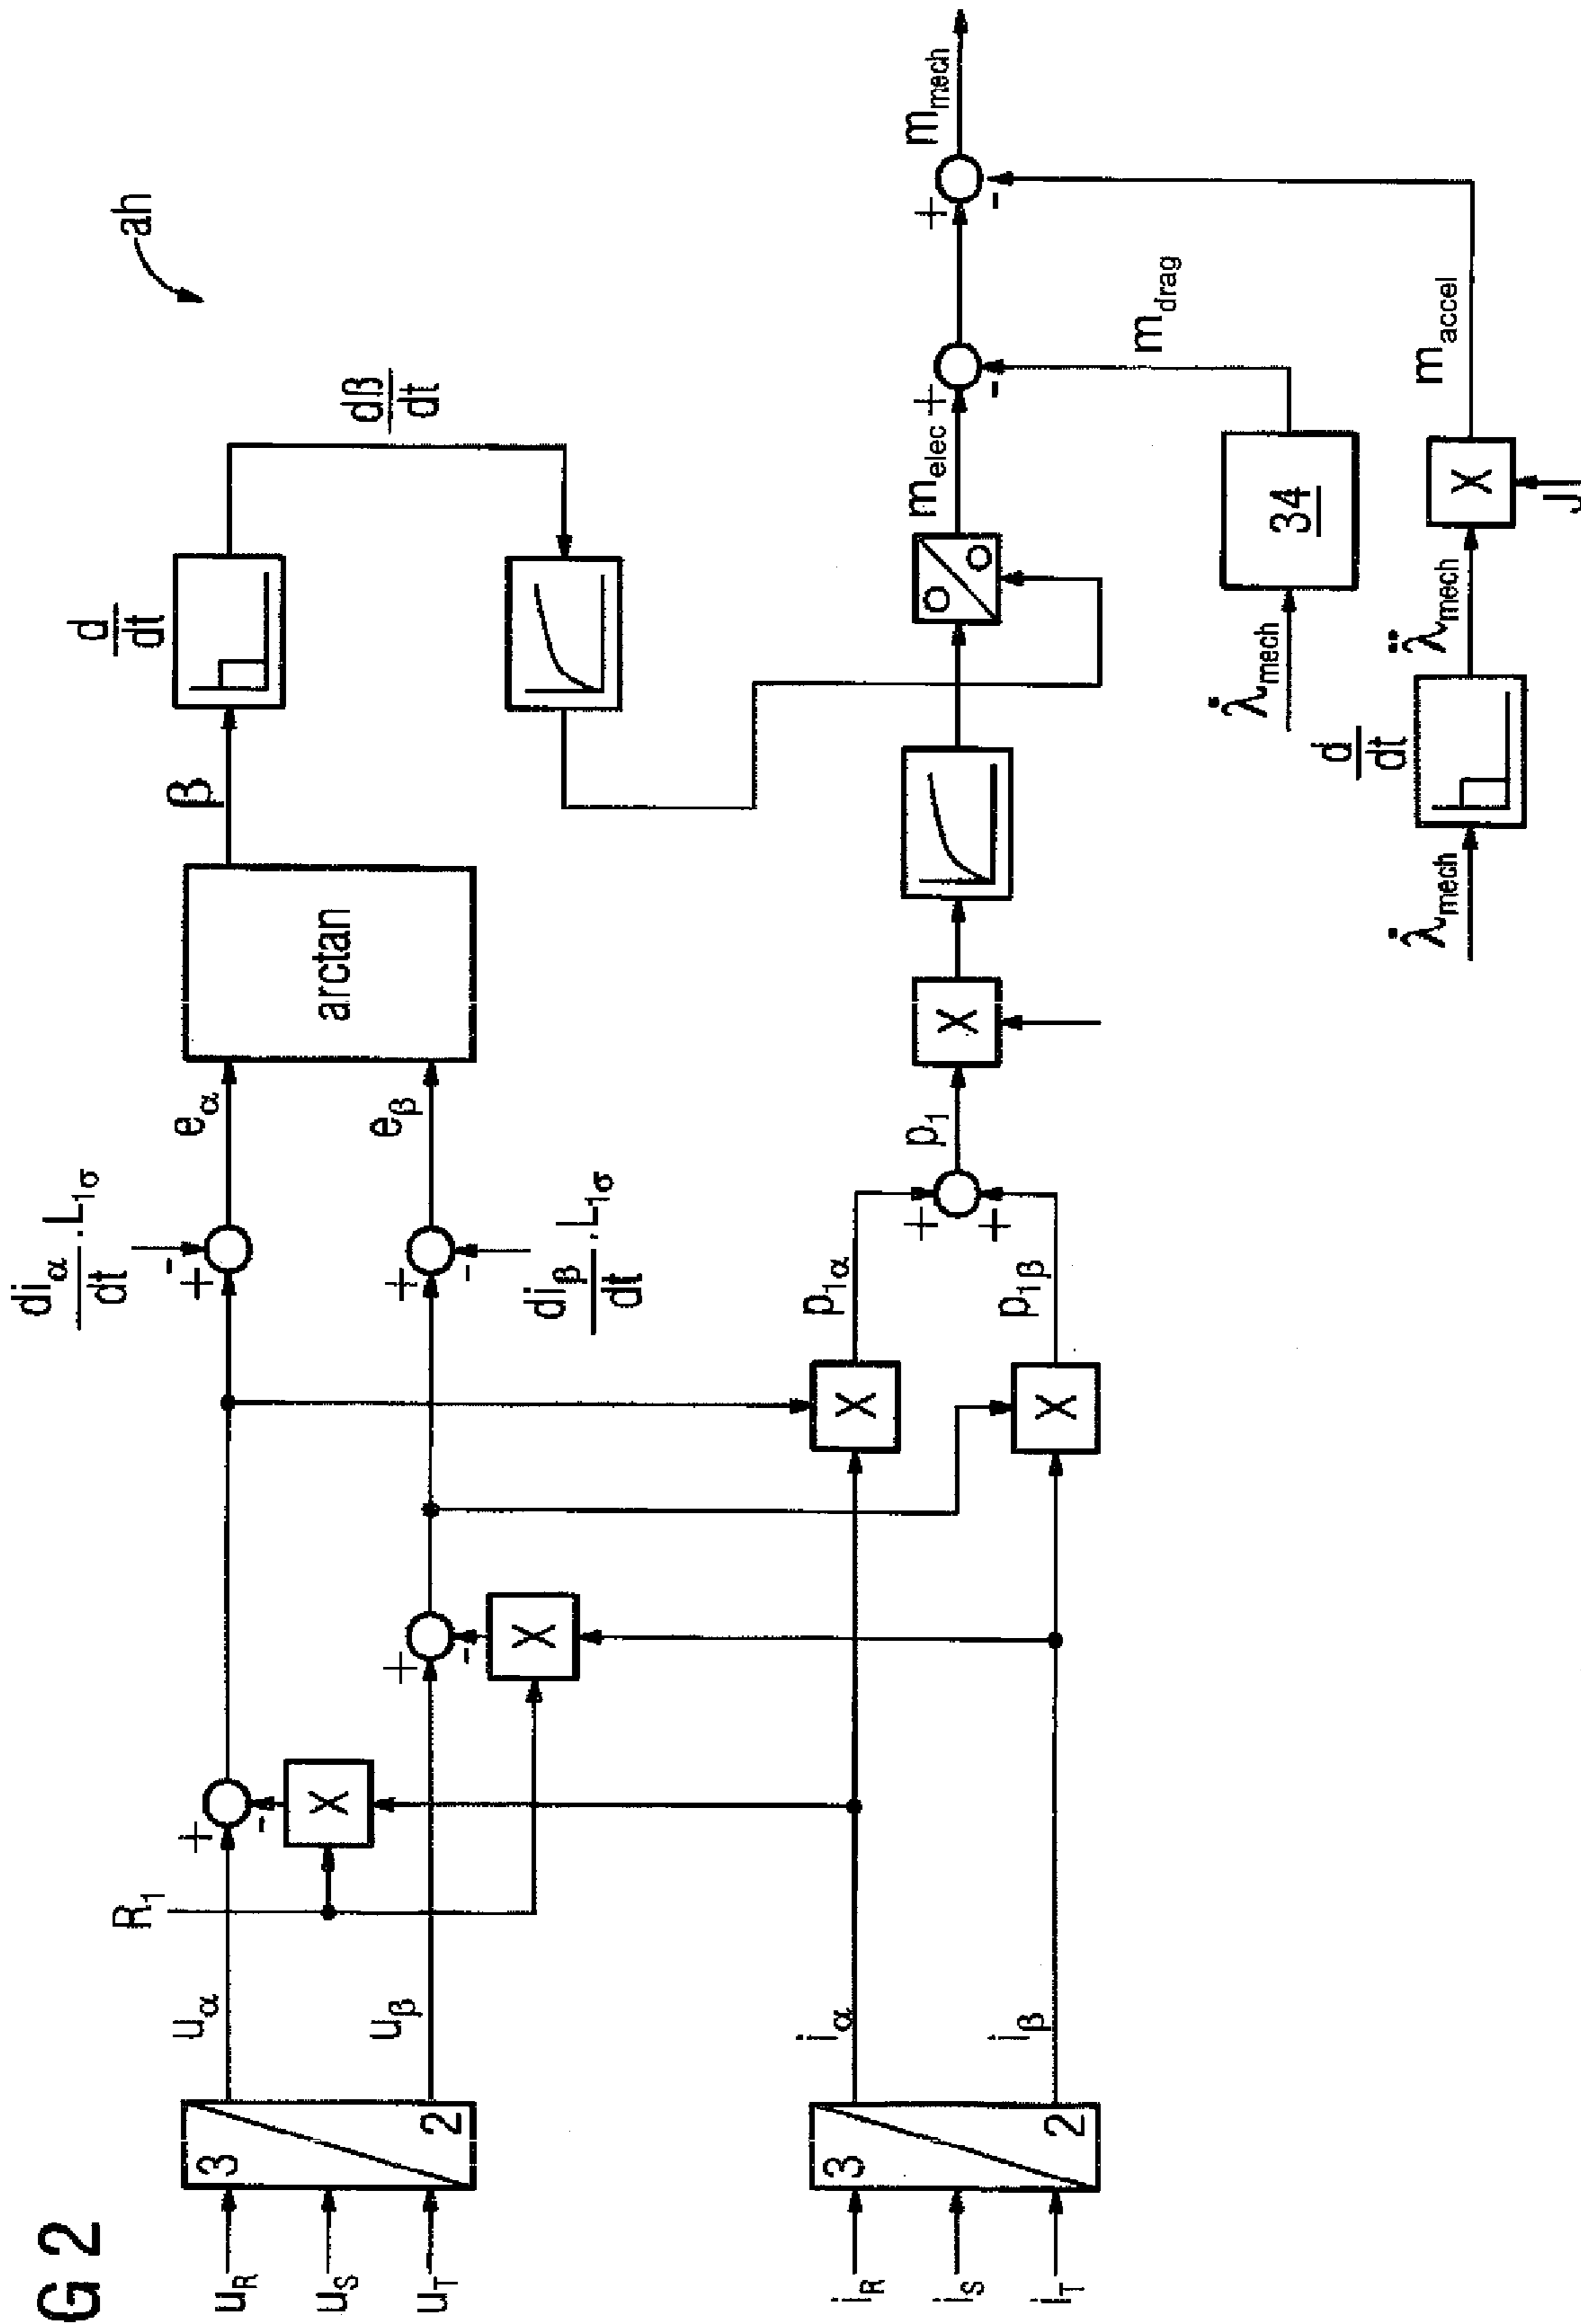 G 2
ah
u_R
u_S
u_T
3
2
u_α
u_β
R_1
+
-
X
+
-
X
di_α/dt · L_1σ
+
-
di_β/dt · L_1σ
+
-
e_α
e_β
arctan
β
d/dt
dβ/dt
i_R
i_S
i_T
3
2
i_α
i_β
X
X
p_1α
p_1β
+
+
p_1
X
m_elec
+
-
m_drag
+
-
m_mech
λ̇_mech
34
λ̇_mech
d/dt
λ̈_mech
X
J
m_accel